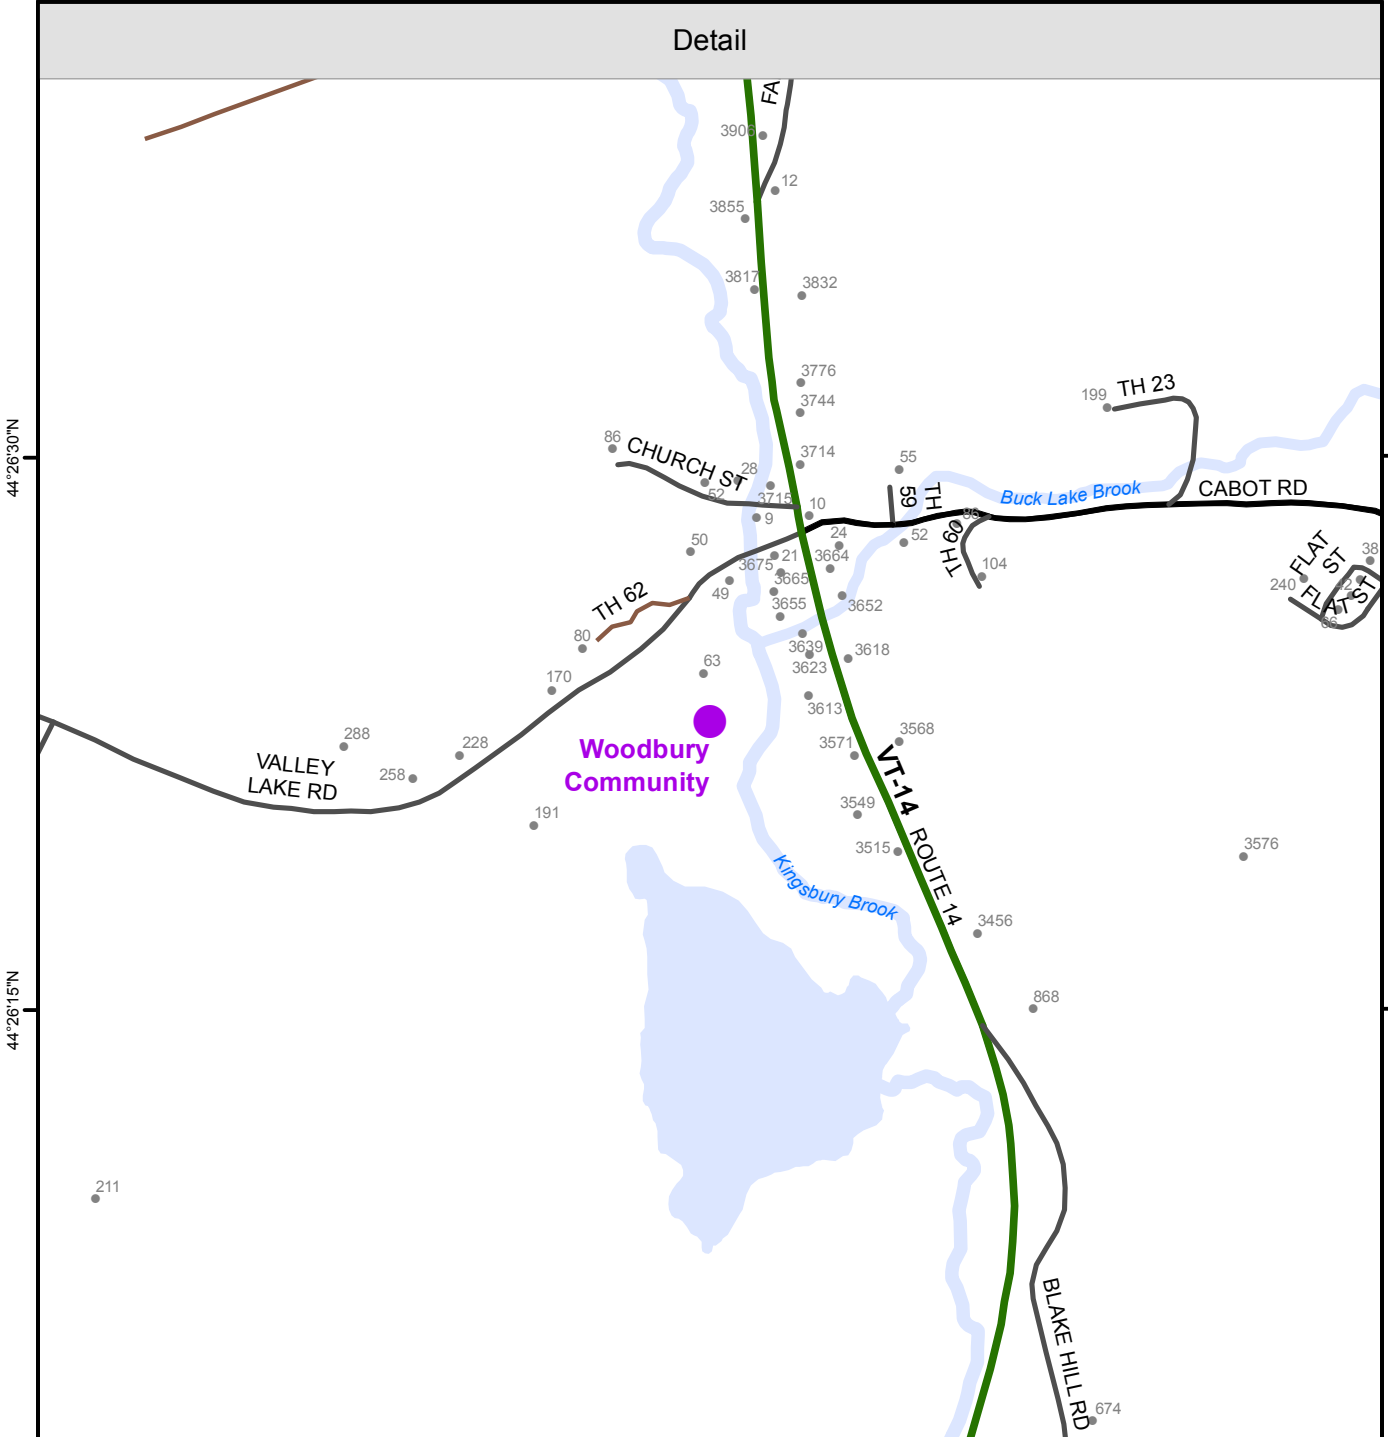 Detail
FA
3906
12
3855
3817
3832
3776
3744
199
TH 23
86
CHURCH ST
28
3714
55
44°26'30"N
52
3715
10
59
TH
Buck Lake Brook
CABOT RD
9
86
50
24
52
TH 60
FLAT
ST
38
3675
21
3664
104
240
42
49
3665
FLAT ST
TH 62
3655
3652
66
80
3639
3618
63
3623
170
3613
288
Woodbury
Community
3571
3568
228
VALLEY
LAKE RD
258
VT-14
191
3549
3515
ROUTE 14
3576
Kingsbury Brook
3456
44°26'15"N
868
211
BLAKE HILL RD
674